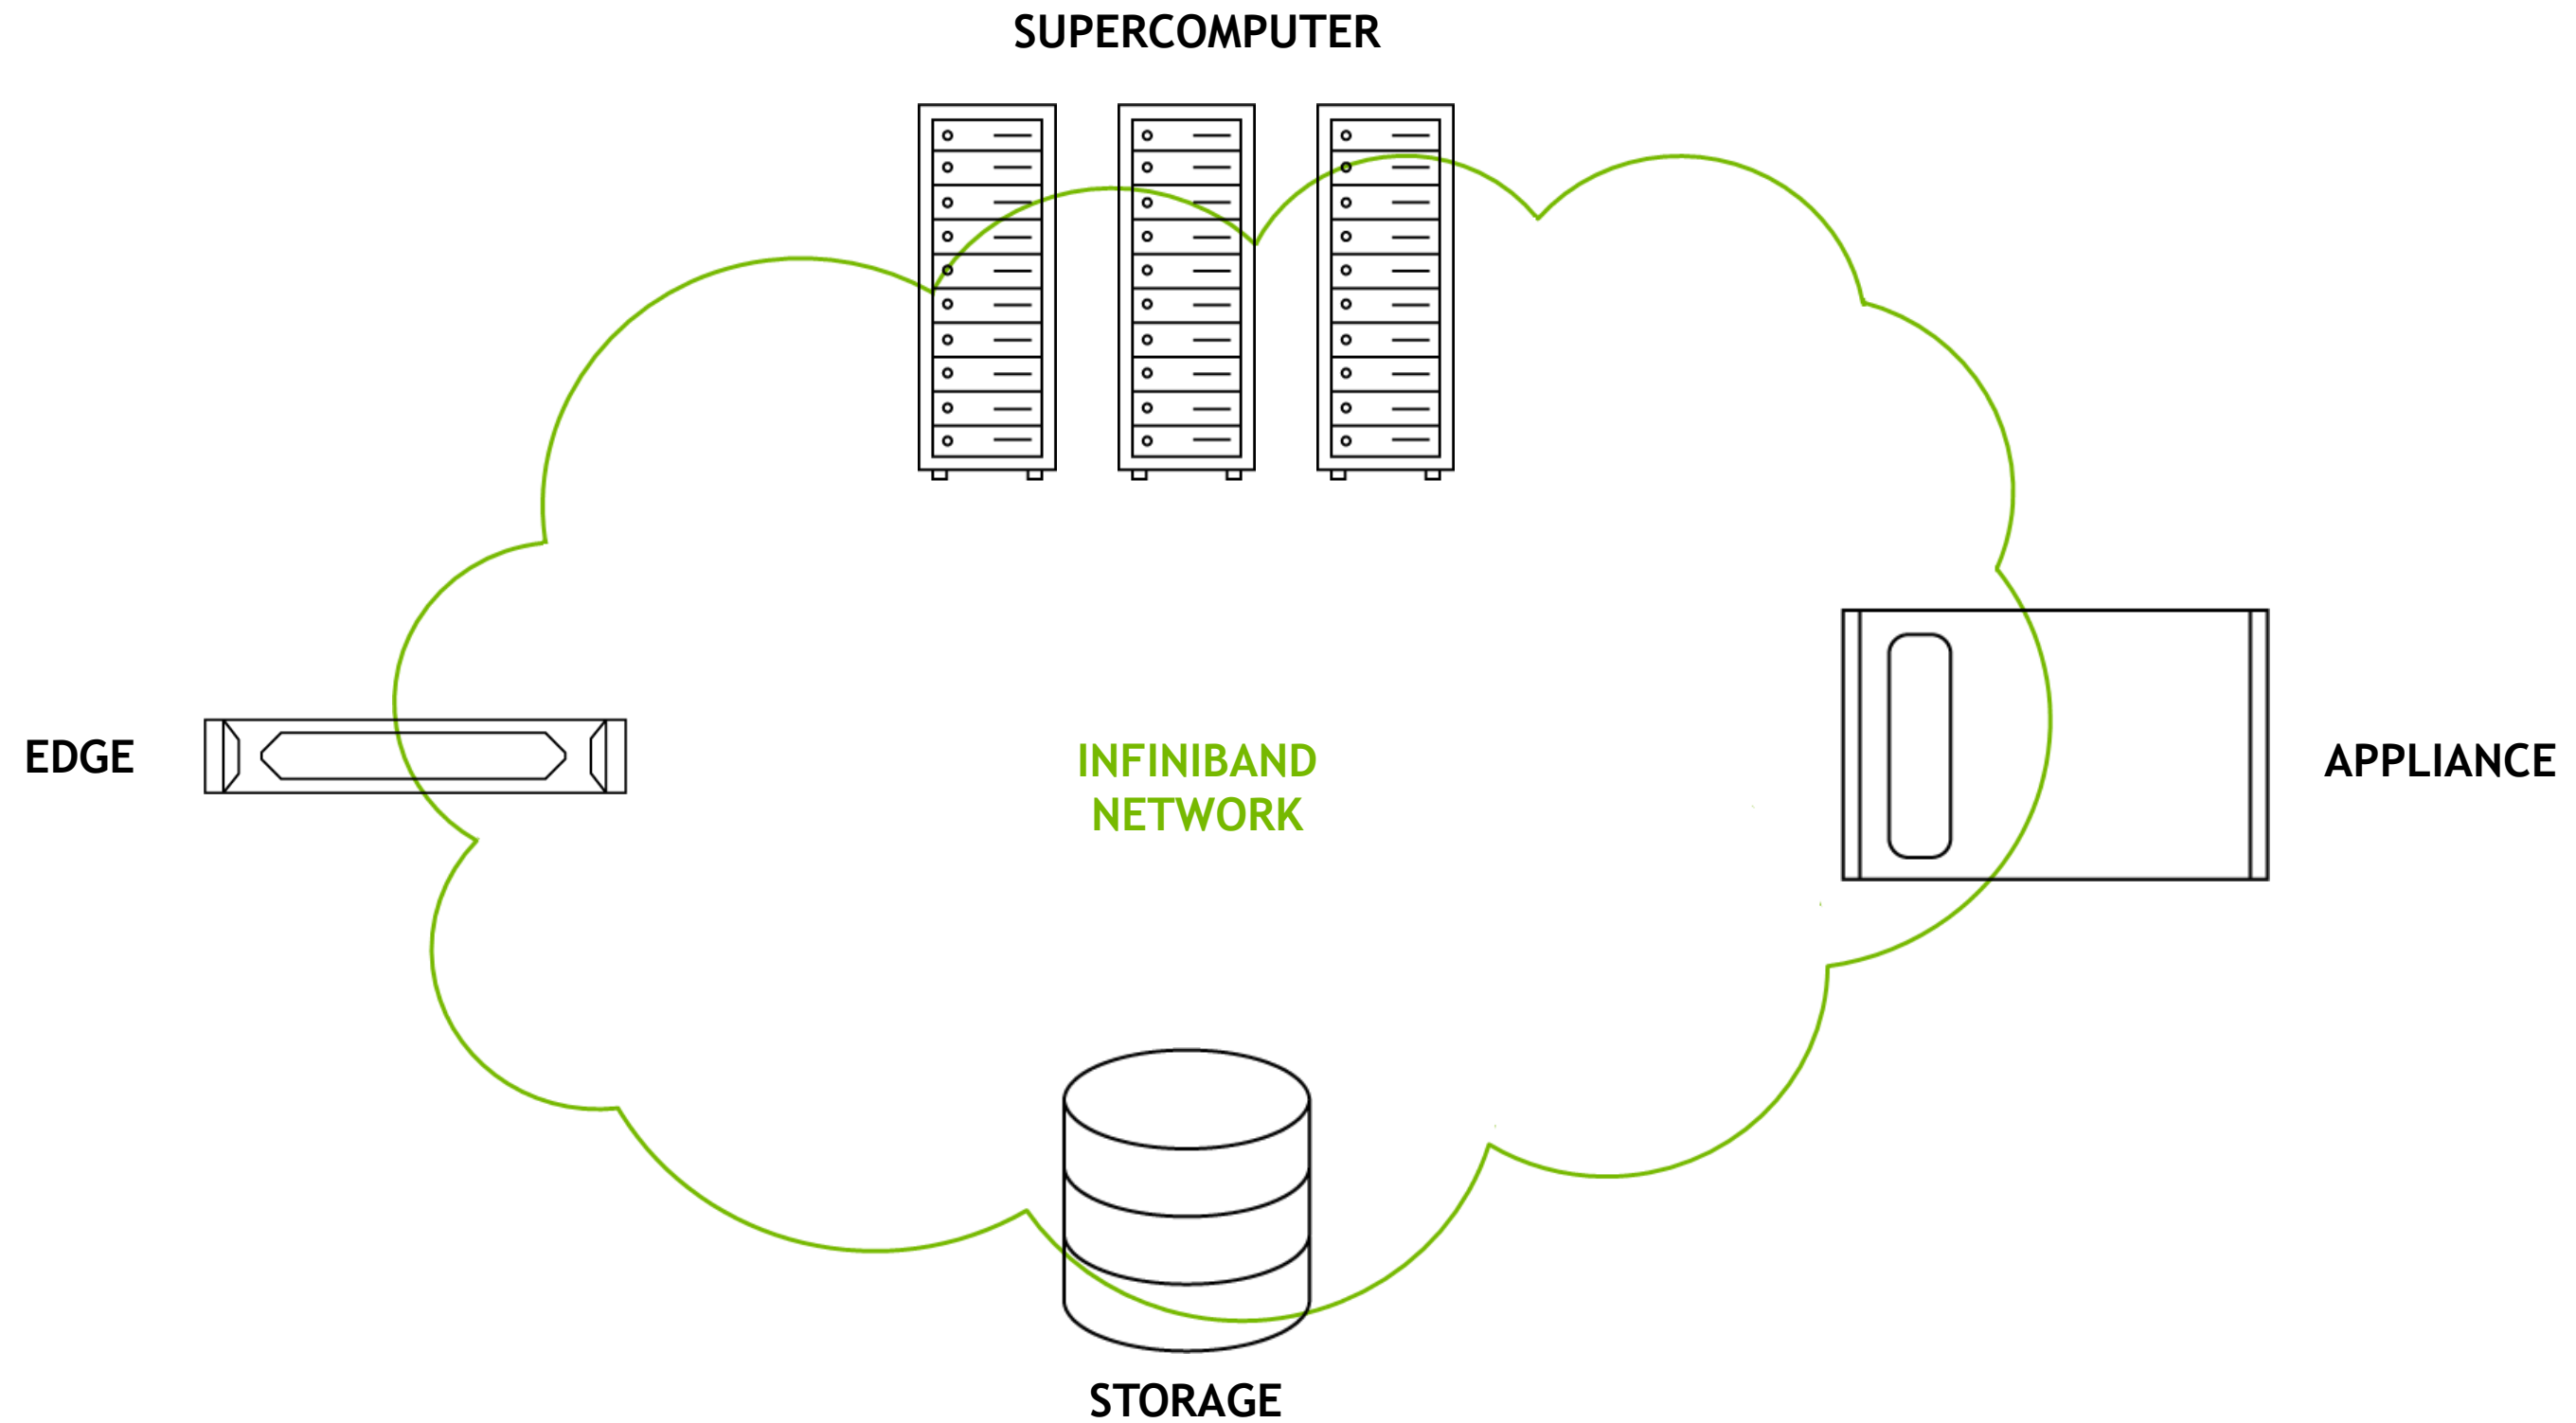 SUPERCOMPUTER
EDGE
INFINIBAND
NETWORK
APPLIANCE
STORAGE